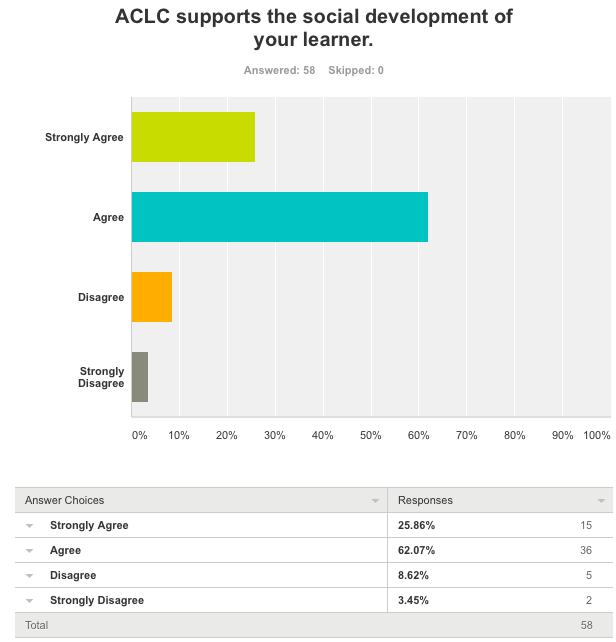 ACLC supports the social development of
your learner.
Answered: 58 Skipped: 0
Strongly Agree
Agree
Disagree
Strongly
Disagree
0% 10% 20% 30% 40% 50% 60% 70% 80% 90% 100%
Answer Choices Responses
Strongly Agree 25.86% 15
Agree 62.07% 36
Disagree 8.62% 5
Strongly Disagree 3.45% 2
Total 58